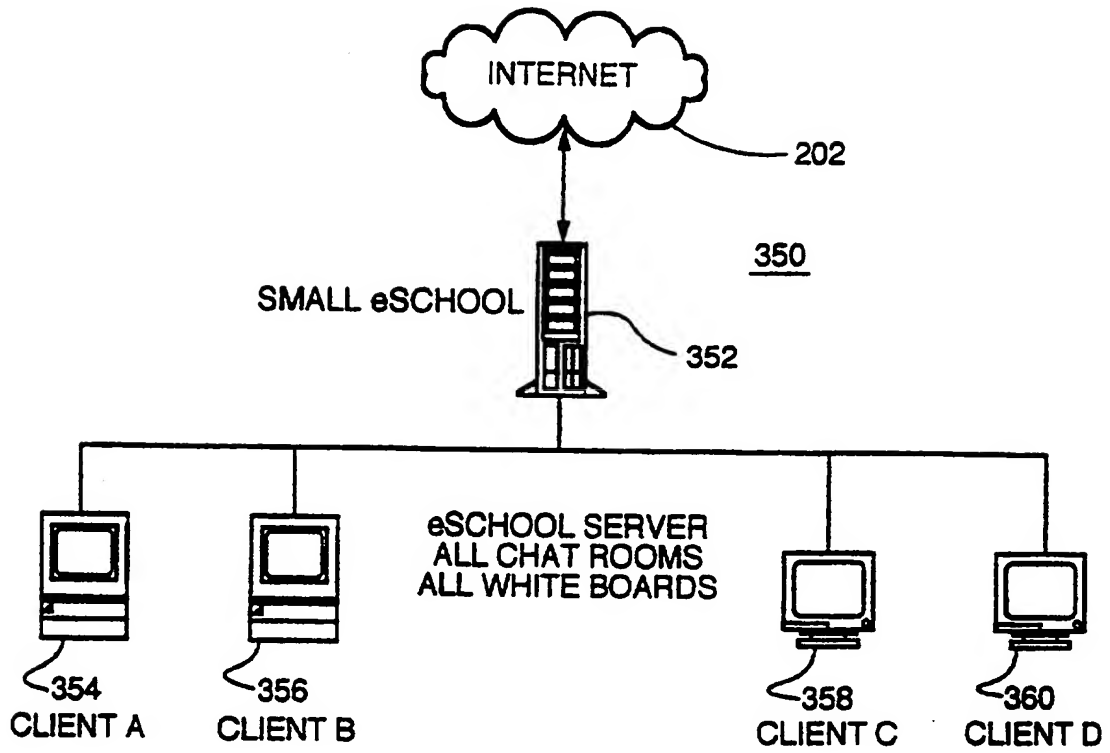 INTERNET
202
350
SMALL eSCHOOL
352
eSCHOOL SERVER
ALL CHAT ROOMS
ALL WHITE BOARDS
354
CLIENT A
356
CLIENT B
358
CLIENT C
360
CLIENT D